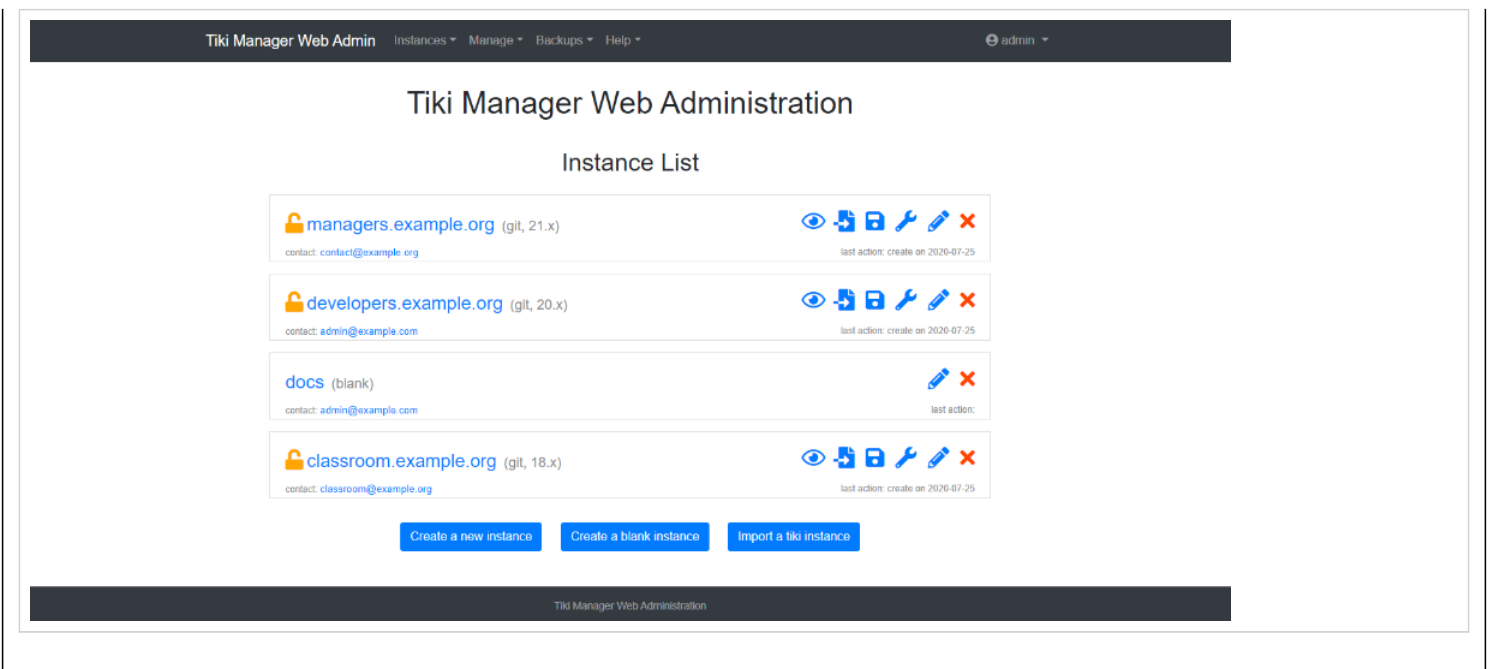 Tiki Manager Web Admin Instances Manage Backups Help admin
Tiki Manager Web Administration
Instance List
managers.example.org (git, 21.x)
contact: contact@example.org last action: create on 2020-07-25
developers.example.org (git, 20.x)
contact: admin@example.com last action: create on 2020-07-25
docs (blank)
contact: admin@example.com last action:
classroom.example.org (git, 18.x)
contact: classroom@example.org last action: create on 2020-07-25
Create a new instance Create a blank instance Import a tiki instance
Tiki Manager Web Administration